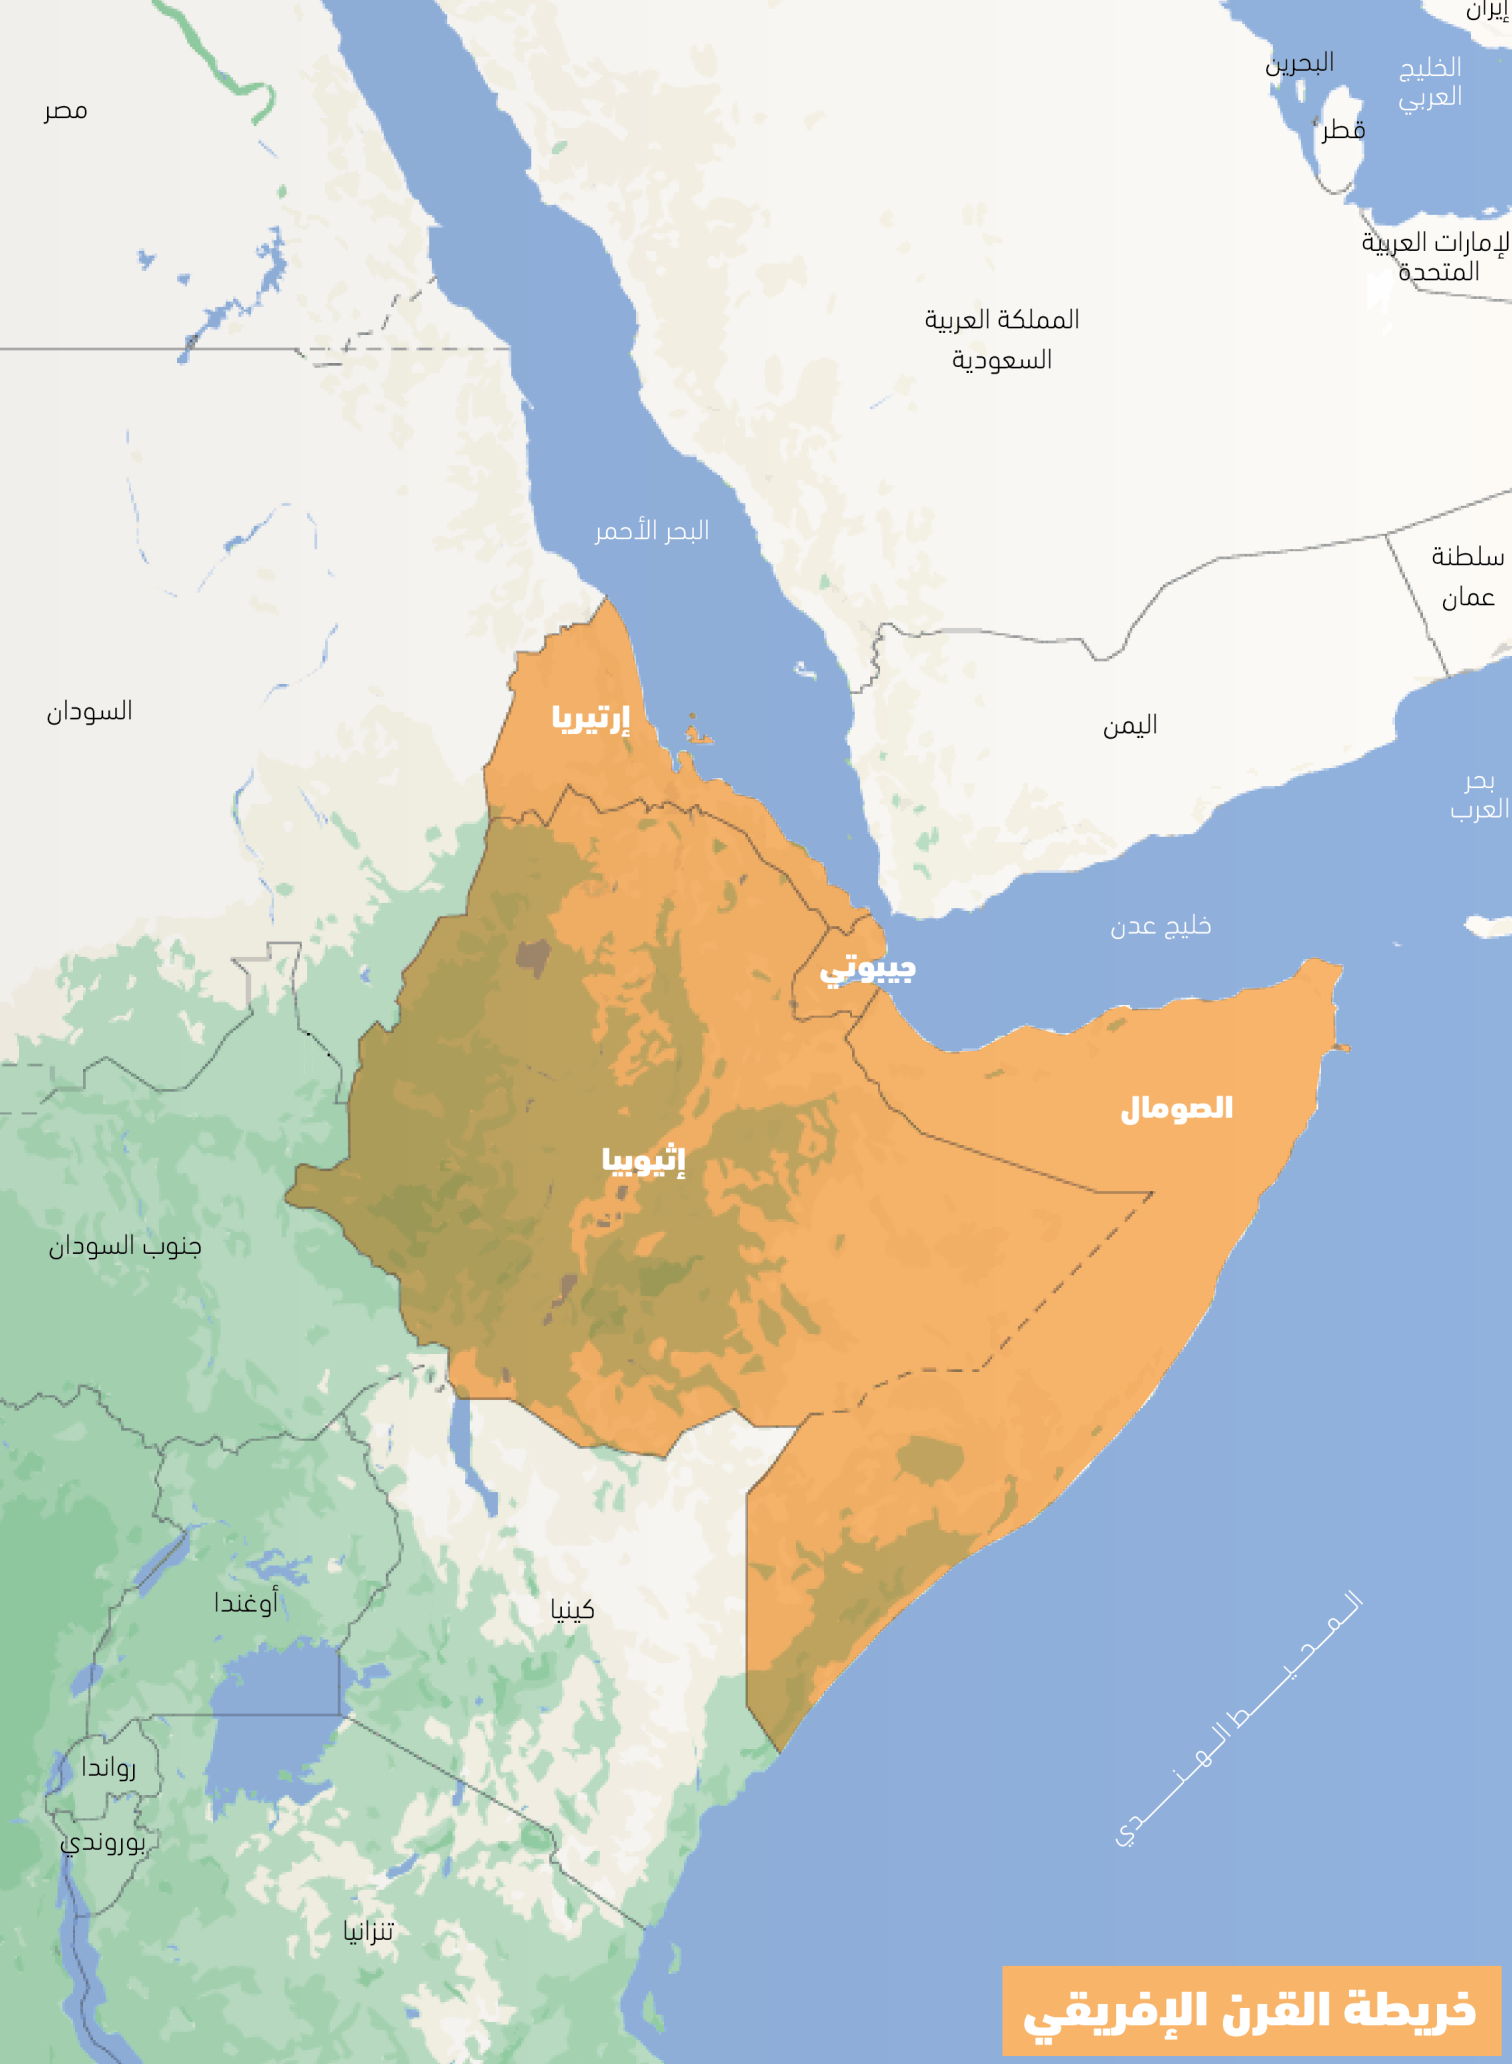 إيران
البحرين
الخليج
العربي
مصر
قطر
لإمارات العربية
المتحدة
المملكة العربية
السعودية
البحر الأحمر
سلطنة
عمان
السودان
إرتيريا
اليمن
بحر
العرب
خليج عدن
جيبوتي
الصومال
إثيوبيا
جنوب السودان
أوغندا
كينيا
المحيط الهندي
رواندا
بوروندي
تنزانيا
خريطة القرن الإفريقي